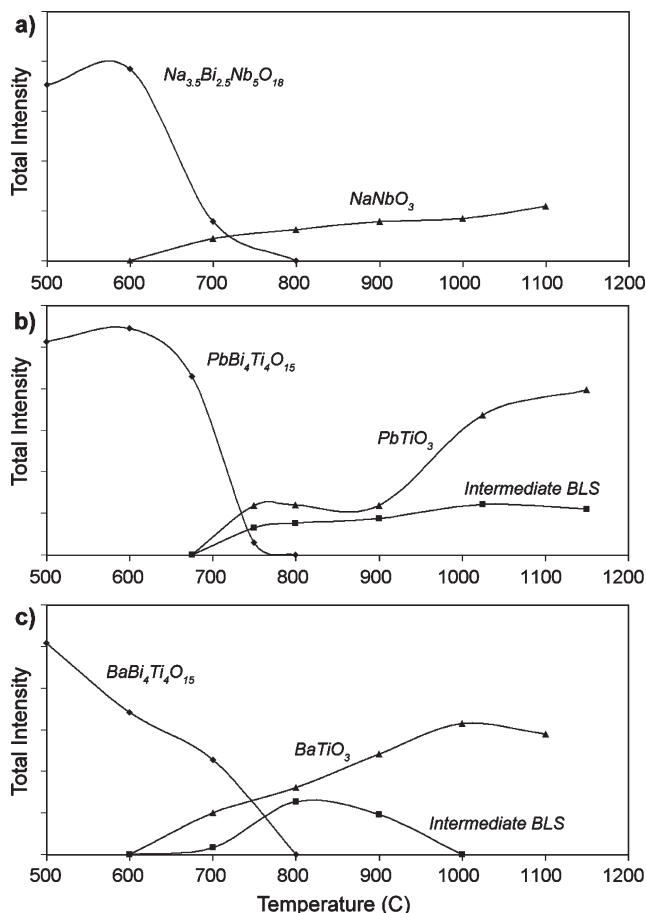 a)
Total Intensity
Na3.5Bi2.5Nb5O18
NaNbO3
500 600 700 800 900 1000 1100 1200
b)
Total Intensity
PbBi4Ti4O15
PbTiO3
Intermediate BLS
500 600 700 800 900 1000 1100 1200
c)
Total Intensity
BaBi4Ti4O15
BaTiO3
Intermediate BLS
500 600 700 800 900 1000 1100 1200
Temperature (C)